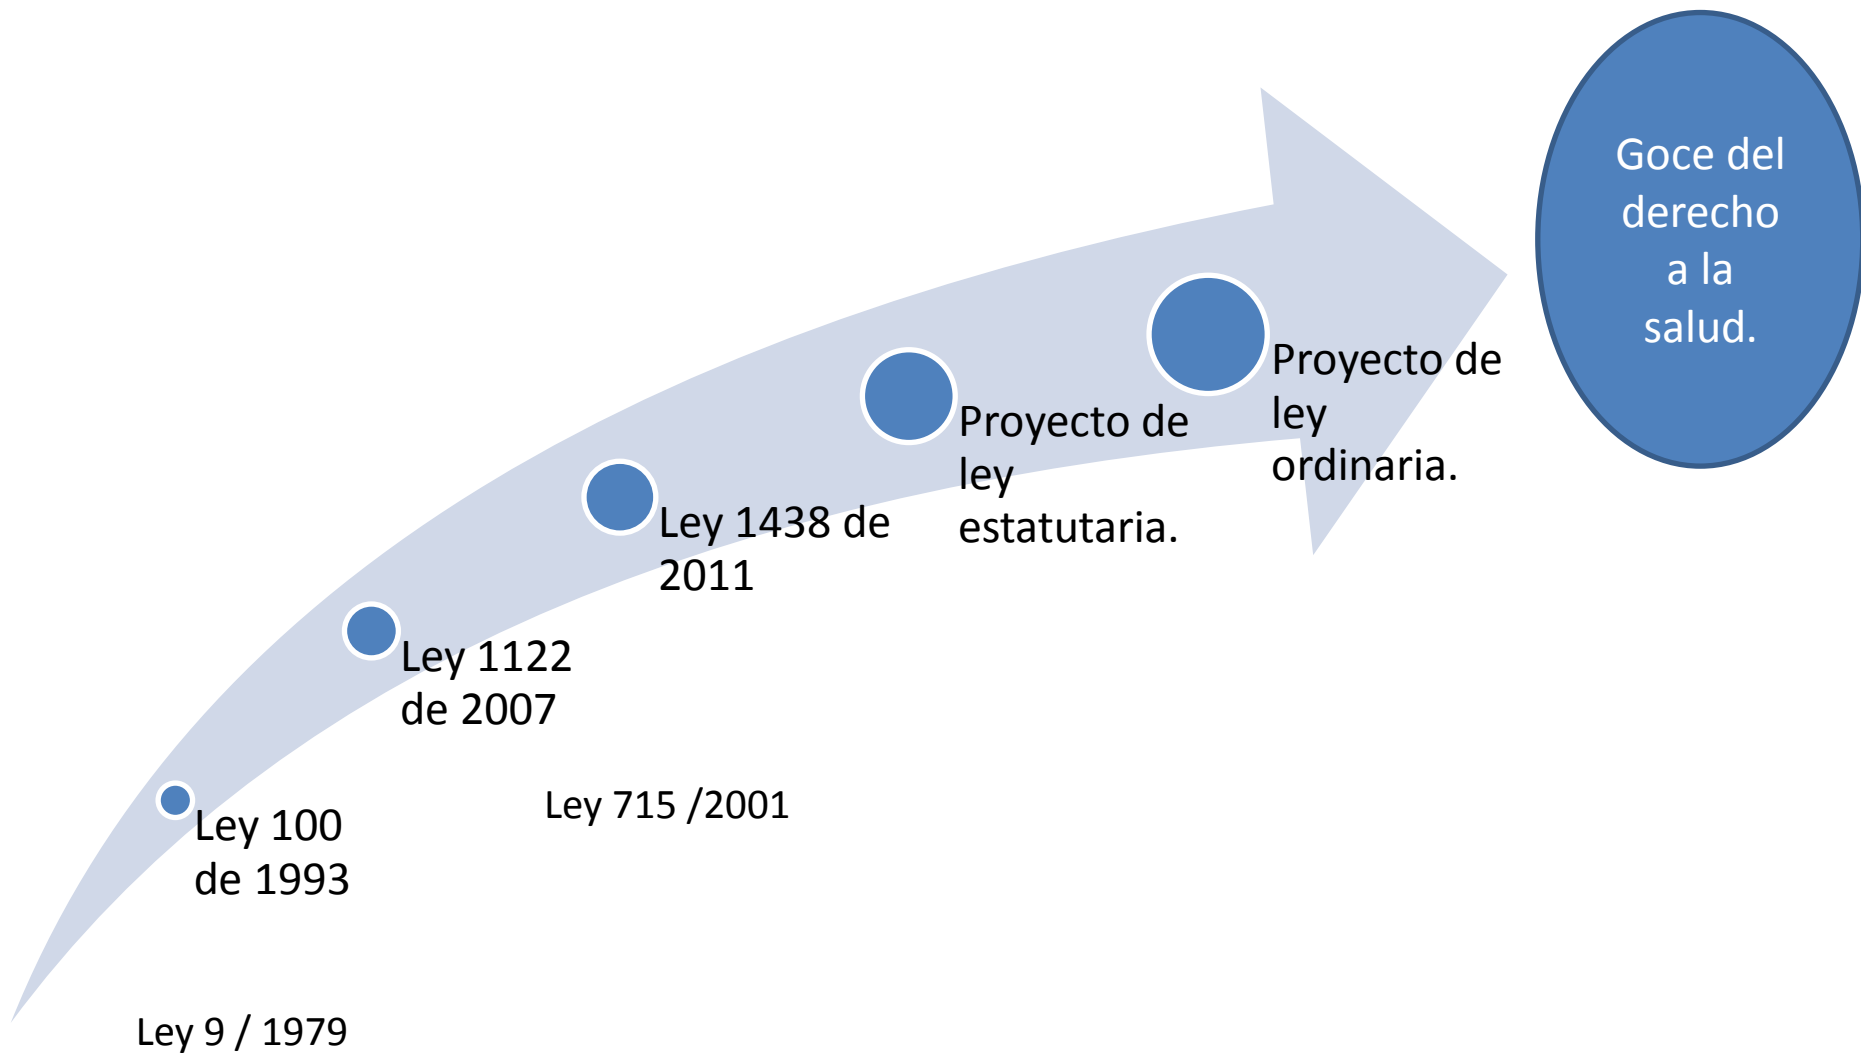 Goce del
derecho
a la
salud.
Proyecto de
ley
ordinaria.
Proyecto de
ley
estatutaria.
Ley 1438 de
2011
Ley 1122
de 2007
Ley 715 /2001
Ley 100
de 1993
Ley 9 / 1979